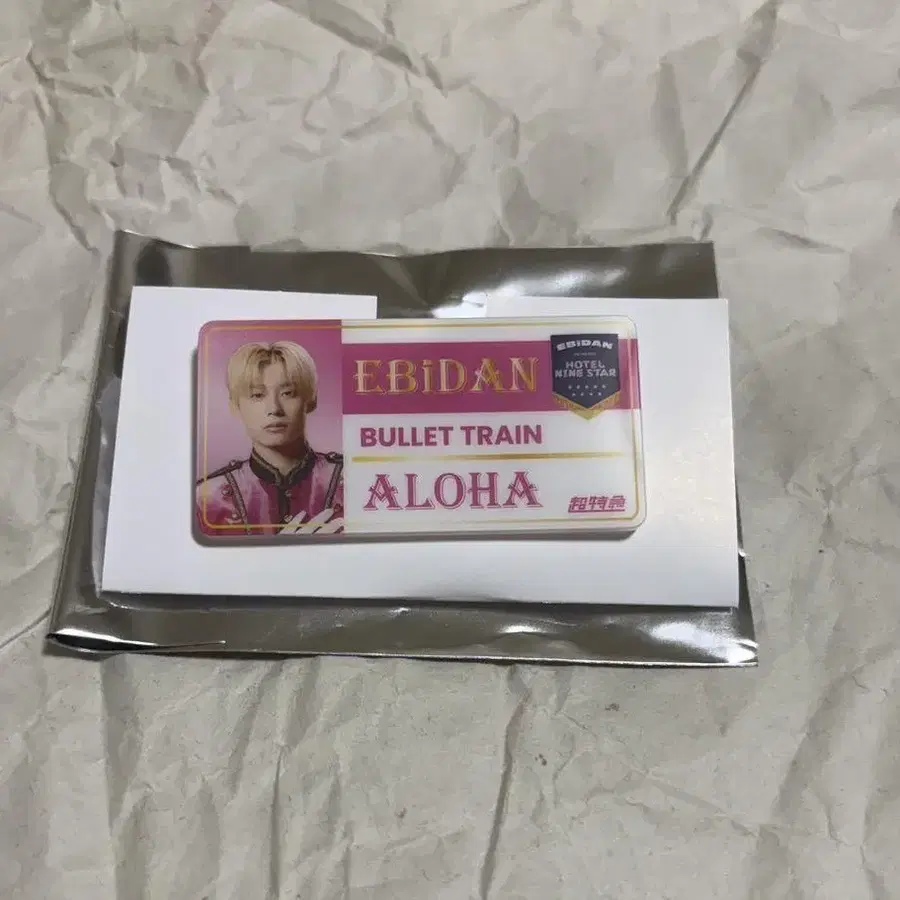 EBiDAN
BULLET TRAIN
ALOHA
EBiDAN
HOTEL
NINE STAR
超特急